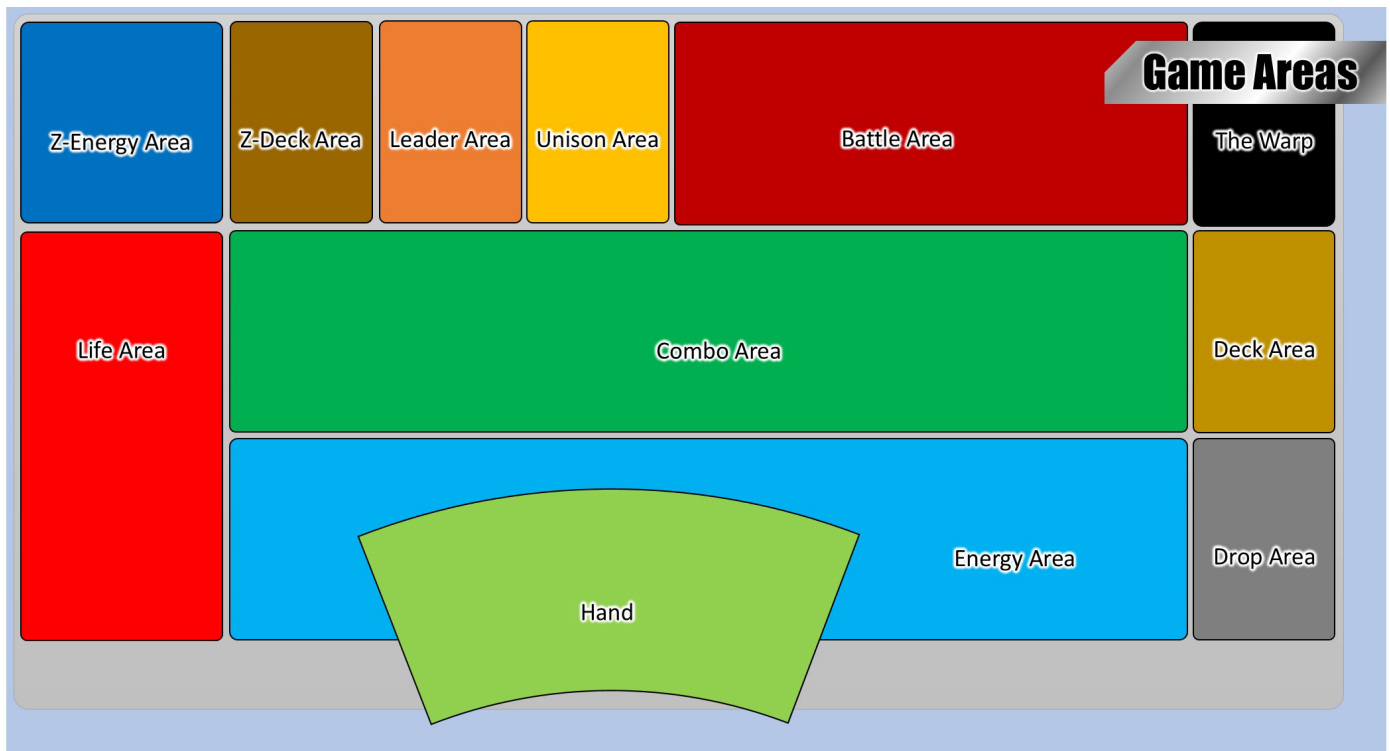 Game Areas
Z-Energy Area
Z-Deck Area
Leader Area
Unison Area
Battle Area
The Warp
Life Area
Combo Area
Deck Area
Energy Area
Drop Area
Hand